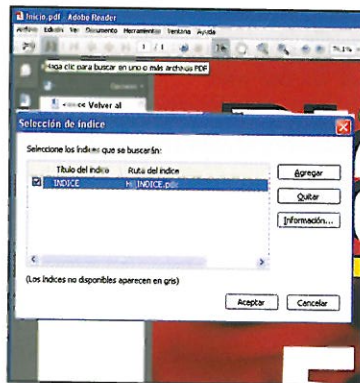 Inicio.pdf - Adobe Reader
Archivo Edición Ver Documento Herramientas Ventana Ayuda
1 / 1
Haga clic para buscar en uno o más archivos PDF
Volver al
Selección de índice
Seleccione los índices que se buscarán:
Título del índice Ruta del índice
INDICE
Agregar
Quitar
Información...
(Los índices no disponibles aparecen en gris)
Aceptar
Cancelar